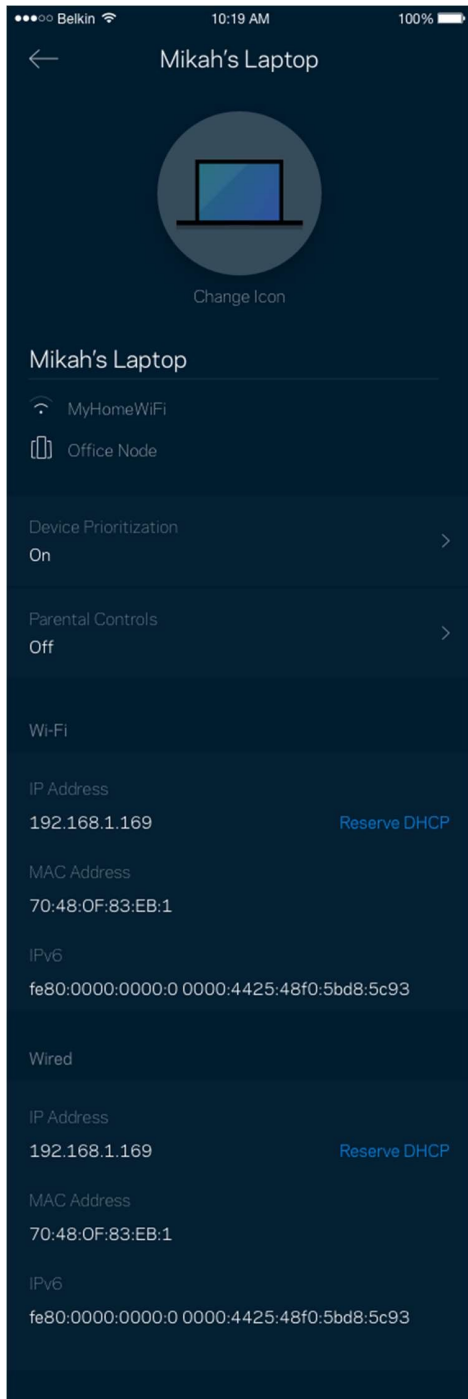 Belkin 10:19 AM 100%
Mikah's Laptop
Change Icon
Mikah's Laptop
MyHomeWiFi
Office Node
Device Prioritization
On
Parental Controls
Off
Wi-Fi
IP Address
192.168.1.169 Reserve DHCP
MAC Address
70:48:0F:83:EB:1
IPv6
fe80:0000:0000:0 0000:4425:48f0:5bd8:5c93
Wired
IP Address
192.168.1.169 Reserve DHCP
MAC Address
70:48:0F:83:EB:1
IPv6
fe80:0000:0000:0 0000:4425:48f0:5bd8:5c93